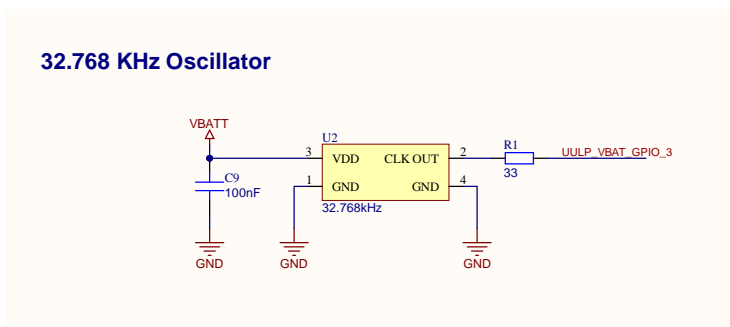 32.768 KHz Oscillator
VBATT
U2
R1
3 VDD CLK OUT 2
UULP_VBAT_GPIO_3
33
C9
100nF
1 GND GND 4
32.768kHz
GND
GND
GND